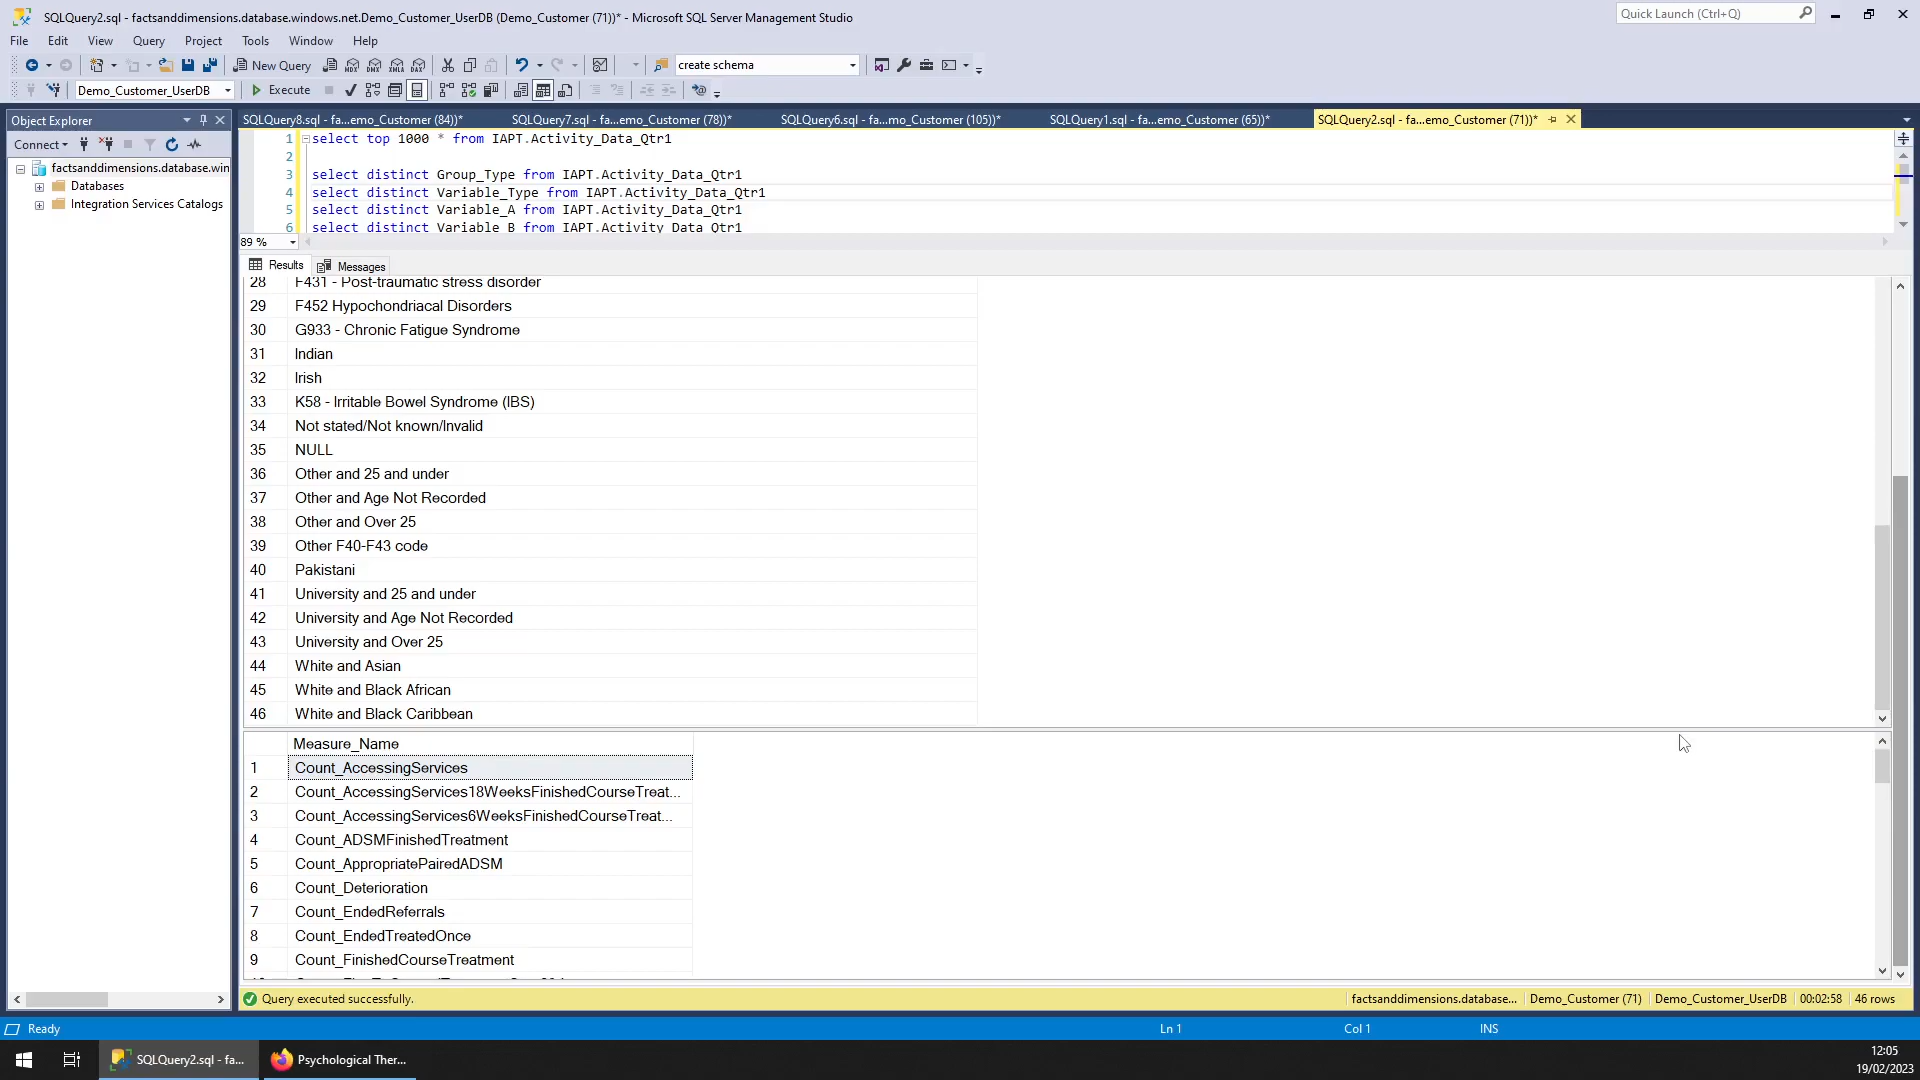 SQLQuery2.sql - factsanddimensions.database.windows.net.Demo_Customer_UserDB (Demo_Customer (71))* - Microsoft SQL Server Management Studio
Quick Launch (Ctrl+Q)
File Edit View Query Project Tools Window Help
New Query
create schema
Demo_Customer_UserDB
Execute
Object Explorer
Connect
factsanddimensions.database.win
Databases
Integration Services Catalogs
SQLQuery8.sql - fa...emo_Customer (84))*
SQLQuery7.sql - fa...emo_Customer (78))*
SQLQuery6.sql - fa...mo_Customer (105))*
SQLQuery1.sql - fa...emo_Customer (65))*
SQLQuery2.sql - fa...emo_Customer (71))*
1 select top 1000 * from IAPT.Activity_Data_Qtr1
2
3 select distinct Group_Type from IAPT.Activity_Data_Qtr1
4 select distinct Variable_Type from IAPT.Activity_Data_Qtr1
5 select distinct Variable_A from IAPT.Activity_Data_Qtr1
6 select distinct Variable_B from IAPT.Activity_Data_Qtr1
89 %
Results Messages
28 F431 - Post-traumatic stress disorder
29 F452 Hypochondriacal Disorders
30 G933 - Chronic Fatigue Syndrome
31 Indian
32 Irish
33 K58 - Irritable Bowel Syndrome (IBS)
34 Not stated/Not known/Invalid
35 NULL
36 Other and 25 and under
37 Other and Age Not Recorded
38 Other and Over 25
39 Other F40-F43 code
40 Pakistani
41 University and 25 and under
42 University and Age Not Recorded
43 University and Over 25
44 White and Asian
45 White and Black African
46 White and Black Caribbean
Measure_Name
1 Count_AccessingServices
2 Count_AccessingServices18WeeksFinishedCourseTreat...
3 Count_AccessingServices6WeeksFinishedCourseTreat...
4 Count_ADSMFinishedTreatment
5 Count_AppropriatePairedADSM
6 Count_Deterioration
7 Count_EndedReferrals
8 Count_EndedTreatedOnce
9 Count_FinishedCourseTreatment
Query executed successfully.
factsanddimensions.database... Demo_Customer (71) Demo_Customer_UserDB 00:02:58 46 rows
Ready
Ln 1 Col 1 INS
SQLQuery2.sql - fa...
Psychological Ther...
12:05
19/02/2023